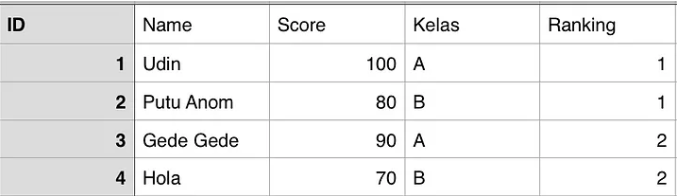 ID Name Score Kelas Ranking
1 Udin 100 A 1
2 Putu Anom 80 B 1
3 Gede Gede 90 A 2
4 Hola 70 B 2